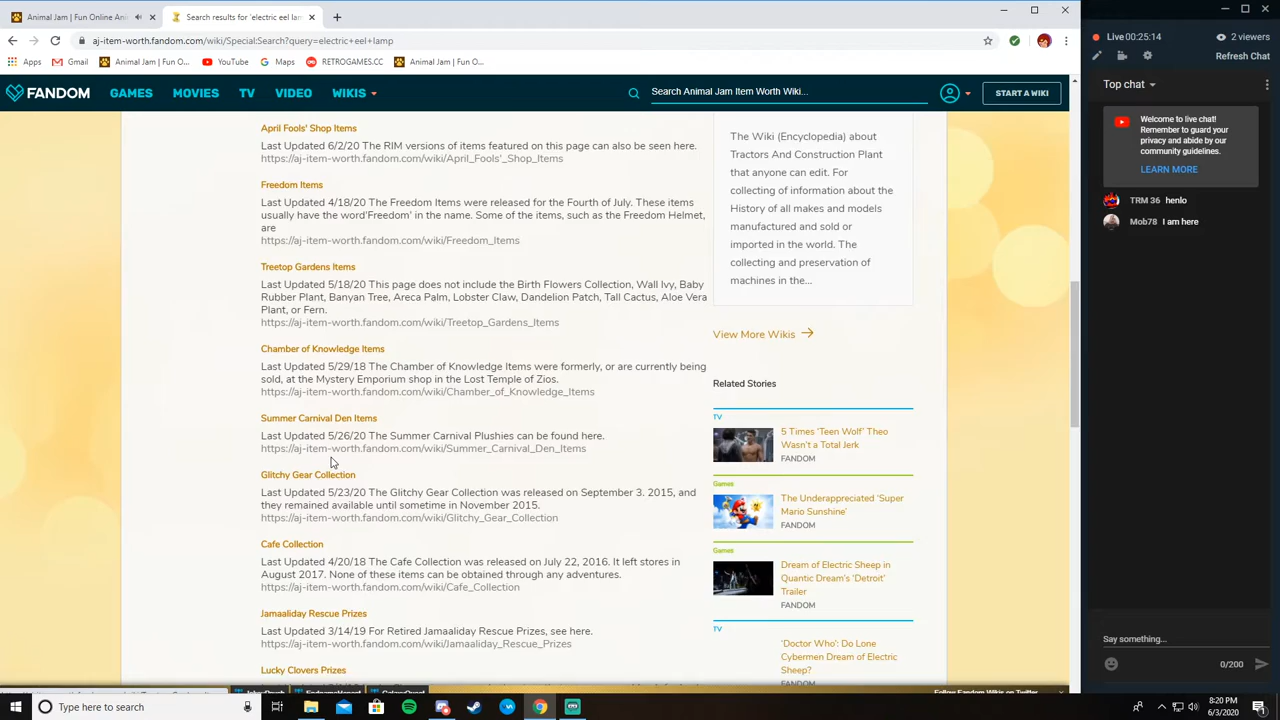 Animal Jam | Fun Online Anim
Search results for 'electric eel lam
aj-item-worth.fandom.com/wiki/Special:Search?query=electric+eel+lamp
Apps
Gmail
Animal Jam | Fun O...
YouTube
Maps
RETROGAMES.CC
Animal Jam | Fun O...
FANDOM
GAMES
MOVIES
TV
VIDEO
WIKIS
Search Animal Jam Item Worth Wiki...
START A WIKI
April Fools' Shop Items
Last Updated 6/2/20 The RIM versions of items featured on this page can also be seen here.
https://aj-item-worth.fandom.com/wiki/April_Fools'_Shop_Items
Freedom Items
Last Updated 4/18/20 The Freedom Items were released for the Fourth of July. These items
usually have the word'Freedom' in the name. Some of the items, such as the Freedom Helmet,
are
https://aj-item-worth.fandom.com/wiki/Freedom_Items
Treetop Gardens Items
Last Updated 5/18/20 This page does not include the Birth Flowers Collection, Wall Ivy, Baby
Rubber Plant, Banyan Tree, Areca Palm, Lobster Claw, Dandelion Patch, Tall Cactus, Aloe Vera
Plant, or Fern.
https://aj-item-worth.fandom.com/wiki/Treetop_Gardens_Items
Chamber of Knowledge Items
Last Updated 5/29/18 The Chamber of Knowledge Items were formerly, or are currently being
sold, at the Mystery Emporium shop in the Lost Temple of Zios.
https://aj-item-worth.fandom.com/wiki/Chamber_of_Knowledge_Items
Summer Carnival Den Items
Last Updated 5/26/20 The Summer Carnival Plushies can be found here.
https://aj-item-worth.fandom.com/wiki/Summer_Carnival_Den_Items
Glitchy Gear Collection
Last Updated 5/23/20 The Glitchy Gear Collection was released on September 3. 2015, and
they remained available until sometime in November 2015.
https://aj-item-worth.fandom.com/wiki/Glitchy_Gear_Collection
Cafe Collection
Last Updated 4/20/18 The Cafe Collection was released on July 22, 2016. It left stores in
August 2017. None of these items can be obtained through any adventures.
https://aj-item-worth.fandom.com/wiki/Cafe_Collection
Jamaaliday Rescue Prizes
Last Updated 3/14/19 For Retired Jamaaliday Rescue Prizes, see here.
https://aj-item-worth.fandom.com/wiki/Jamaaliday_Rescue_Prizes
Lucky Clovers Prizes
The Wiki (Encyclopedia) about
Tractors And Construction Plant
that anyone can edit. For
collecting of information about the
History of all makes and models
manufactured and sold or
imported in the world. The
collecting and preservation of
machines in the...
View More Wikis
Related Stories
TV
5 Times 'Teen Wolf' Theo
Wasn't a Total Jerk
FANDOM
Games
The Underappreciated 'Super
Mario Sunshine'
FANDOM
Games
Dream of Electric Sheep in
Quantic Dream's 'Detroit'
Trailer
FANDOM
TV
'Doctor Who': Do Lone
Cybermen Dream of Electric
Sheep?
FANDOM
Follow Fandom Wikis on Twitter
Live 00:25:14
2 viewers
Refresh Chat
Top chat
Welcome to live chat!
Remember to guard your
privacy and abide by our
community guidelines.
LEARN MORE
TRM 36 henlo
Mob78 I am here
Say something...
0/200
Type here to search
8:20 PM
6/3/2020